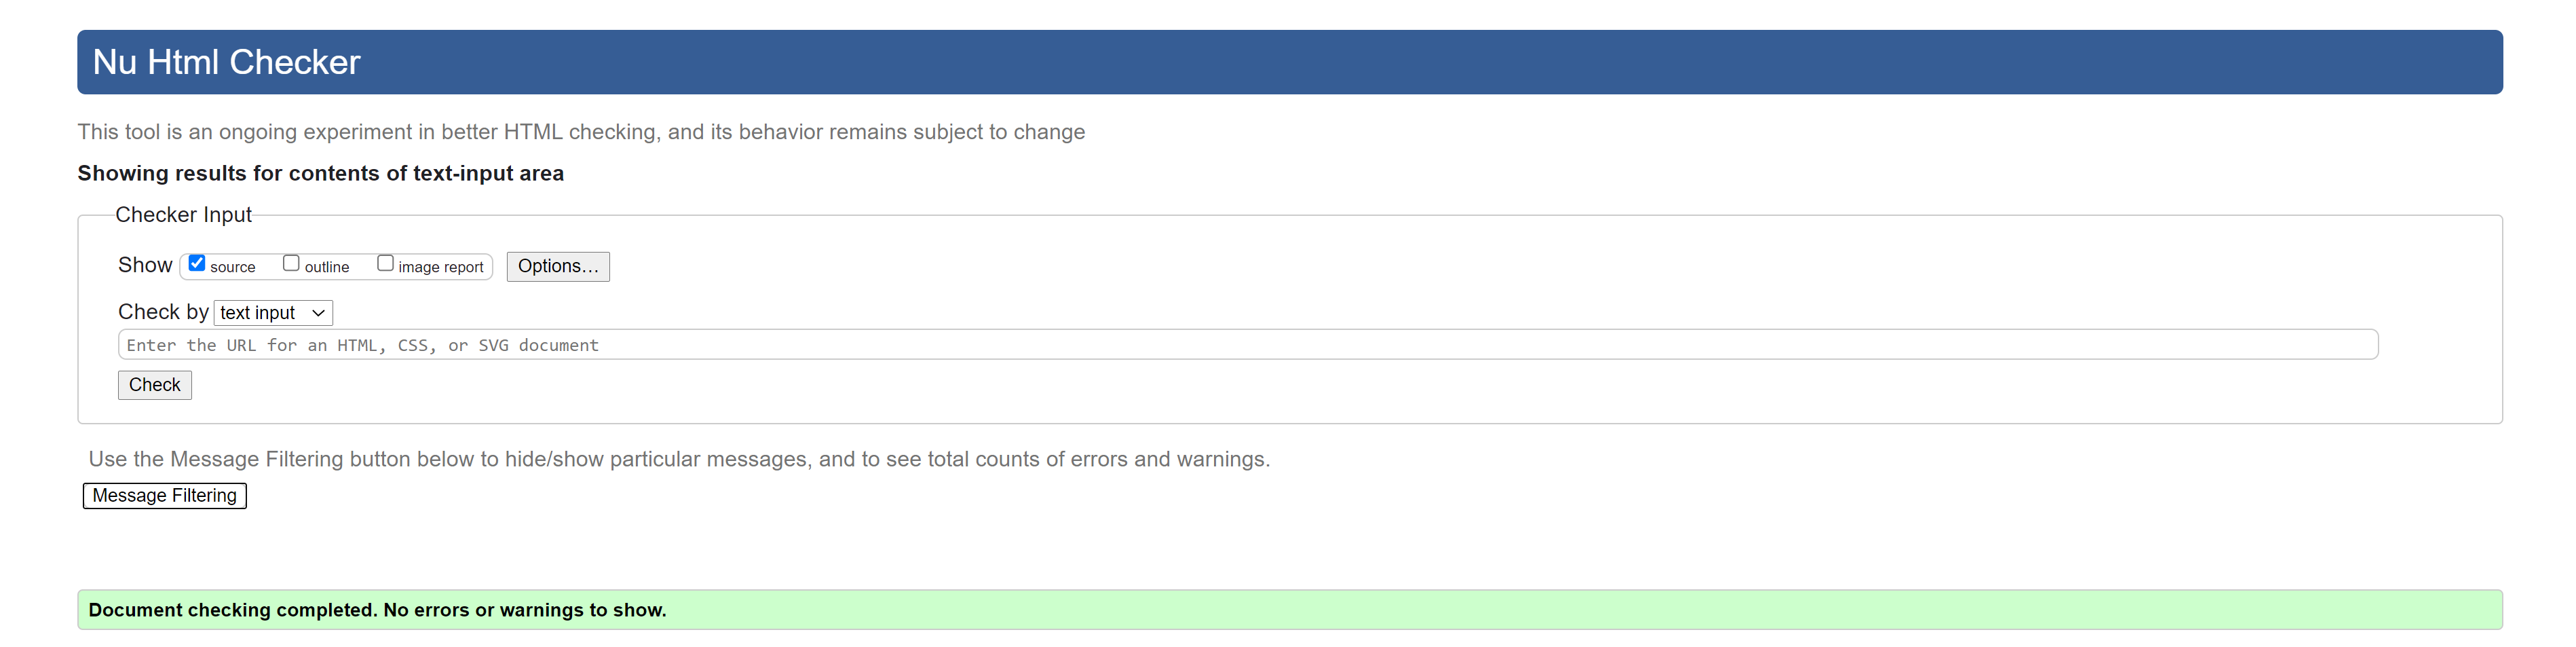 Nu Html Checker
This tool is an ongoing experiment in better HTML checking, and its behavior remains subject to change
Showing results for contents of text-input area
Checker Input
Show source outline image report Options...
Check by text input
Enter the URL for an HTML, CSS, or SVG document
Check
Use the Message Filtering button below to hide/show particular messages, and to see total counts of errors and warnings.
Message Filtering
Document checking completed. No errors or warnings to show.